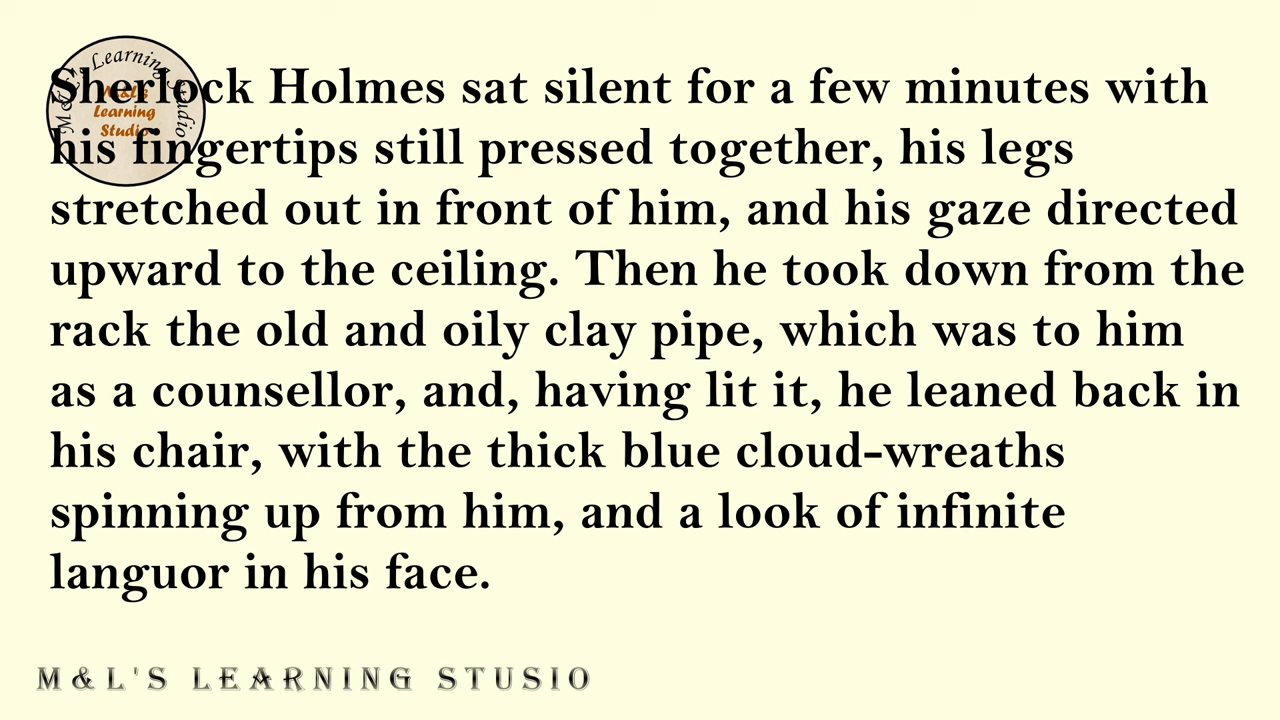 M&L's Learning Studio
M&L's
Learning
Studio
Sherlock Holmes sat silent for a few minutes with
his fingertips still pressed together, his legs
stretched out in front of him, and his gaze directed
upward to the ceiling. Then he took down from the
rack the old and oily clay pipe, which was to him
as a counsellor, and, having lit it, he leaned back in
his chair, with the thick blue cloud-wreaths
spinning up from him, and a look of infinite
languor in his face.
M&L'S LEARNING STUSIO